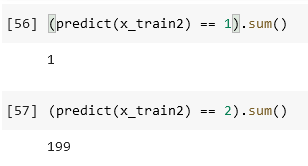 [56] (predict(x_train2) == 1).sum()
1
[57] (predict(x_train2) == 2).sum()
199